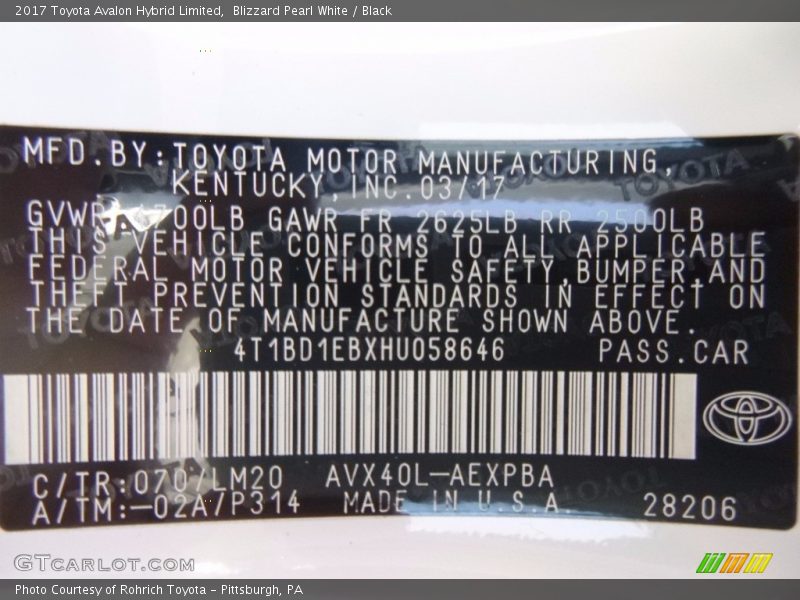 2017 Toyota Avalon Hybrid Limited,  Blizzard Pearl White / Black
MFD.BY:TOYOTA MOTOR MANUFACTURING,
KENTUCKY,INC.03/17
GVWR 4700LB GAWR FR 2625LB RR 2500LB
THIS VEHICLE CONFORMS TO ALL APPLICABLE
FEDERAL MOTOR VEHICLE SAFETY,BUMPER,AND
THEFT PREVENTION STANDARDS IN EFFECT ON
THE DATE OF MANUFACTURE SHOWN ABOVE.
4T1BD1EBXHU058646 PASS.CAR
C/TR:070/LM20 AVX40L-AEXPBA
A/TM:-02A/P314 MADE IN U.S.A. 28206
GTCARLOT.COM
Photo Courtesy of Rohrich Toyota - Pittsburgh, PA